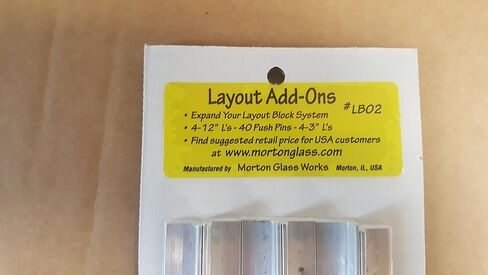 Layout Add-Ons #LB02
• Expand Your Layout Block System
• 4-12" L's - 40 Push Pins - 4-3" L's
• Find suggested retail price for USA customers
at www.mortonglass.com
Manufactured by Morton Glass Works Morton, IL, USA